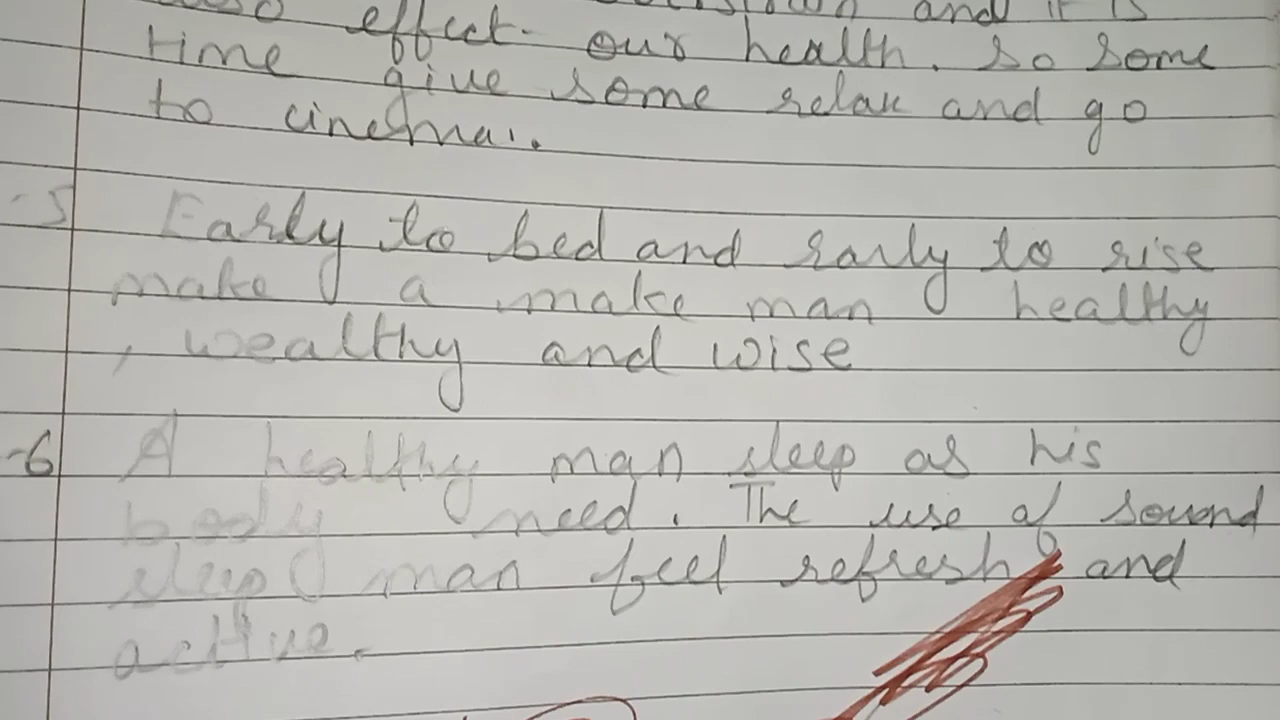 effect our health. So some
time give some relax and go
to cinema.
5 Early to bed and rarly to rise
make a make man healthy
, wealthy and wise
-6 A healthy man sleep as his
body need. The use of sound
sleep man feel refresh and
active.